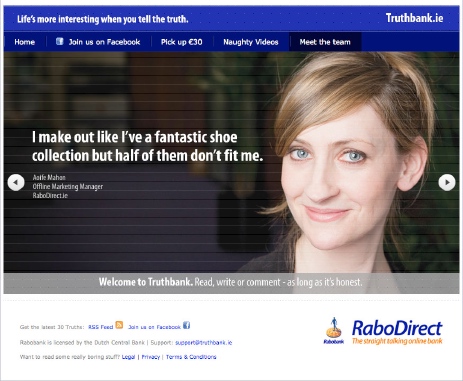 Life's more interesting when you tell the truth.
Truthbank.ie
Home
Join us on Facebook
Pick up €30
Naughty Videos
Meet the team
I make out like I've a fantastic shoe
collection but half of them don't fit me.
Aoife Mahon
Offline Marketing Manager
RaboDirect.ie
Welcome to Truthbank. Read, write or comment - as long as it's honest.
Get the latest 30 Truths: RSS Feed Join us on Facebook
Rabobank is licensed by the Dutch Central Bank | Support: support@truthbank.ie
Want to read some really boring stuff? Legal | Privacy | Terms & Conditions
Rabobank
RaboDirect
The straight talking online bank